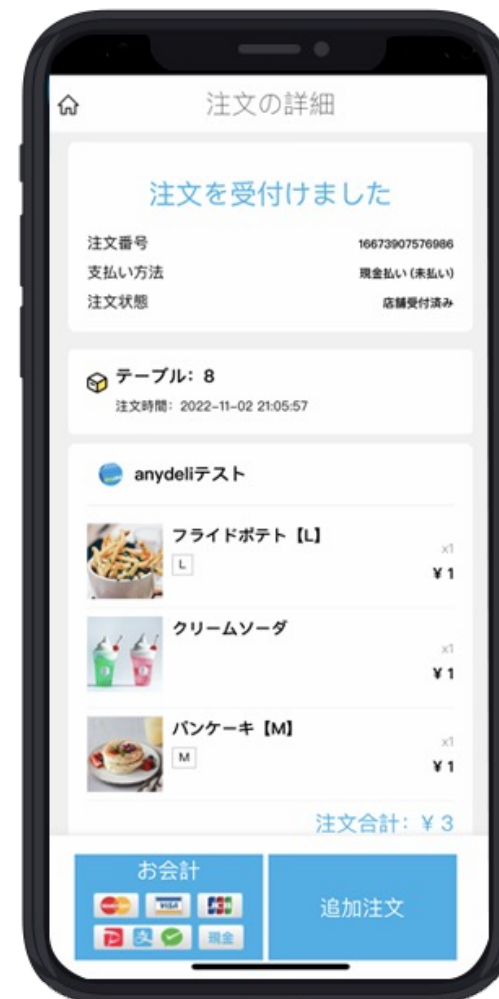 注文の詳細
注文を受付けました
注文番号 16673907576986
支払い方法 現金払い (未払い)
注文状態 店舗受付済み
テーブル: 8
注文時間: 2022-11-02 21:05:57
anydeliテスト
フライドポテト【L】
L
x1
¥ 1
クリームソーダ
x1
¥ 1
パンケーキ【M】
M
x1
¥ 1
注文合計: ¥ 3
お会計
VISA JCB
現金
追加注文